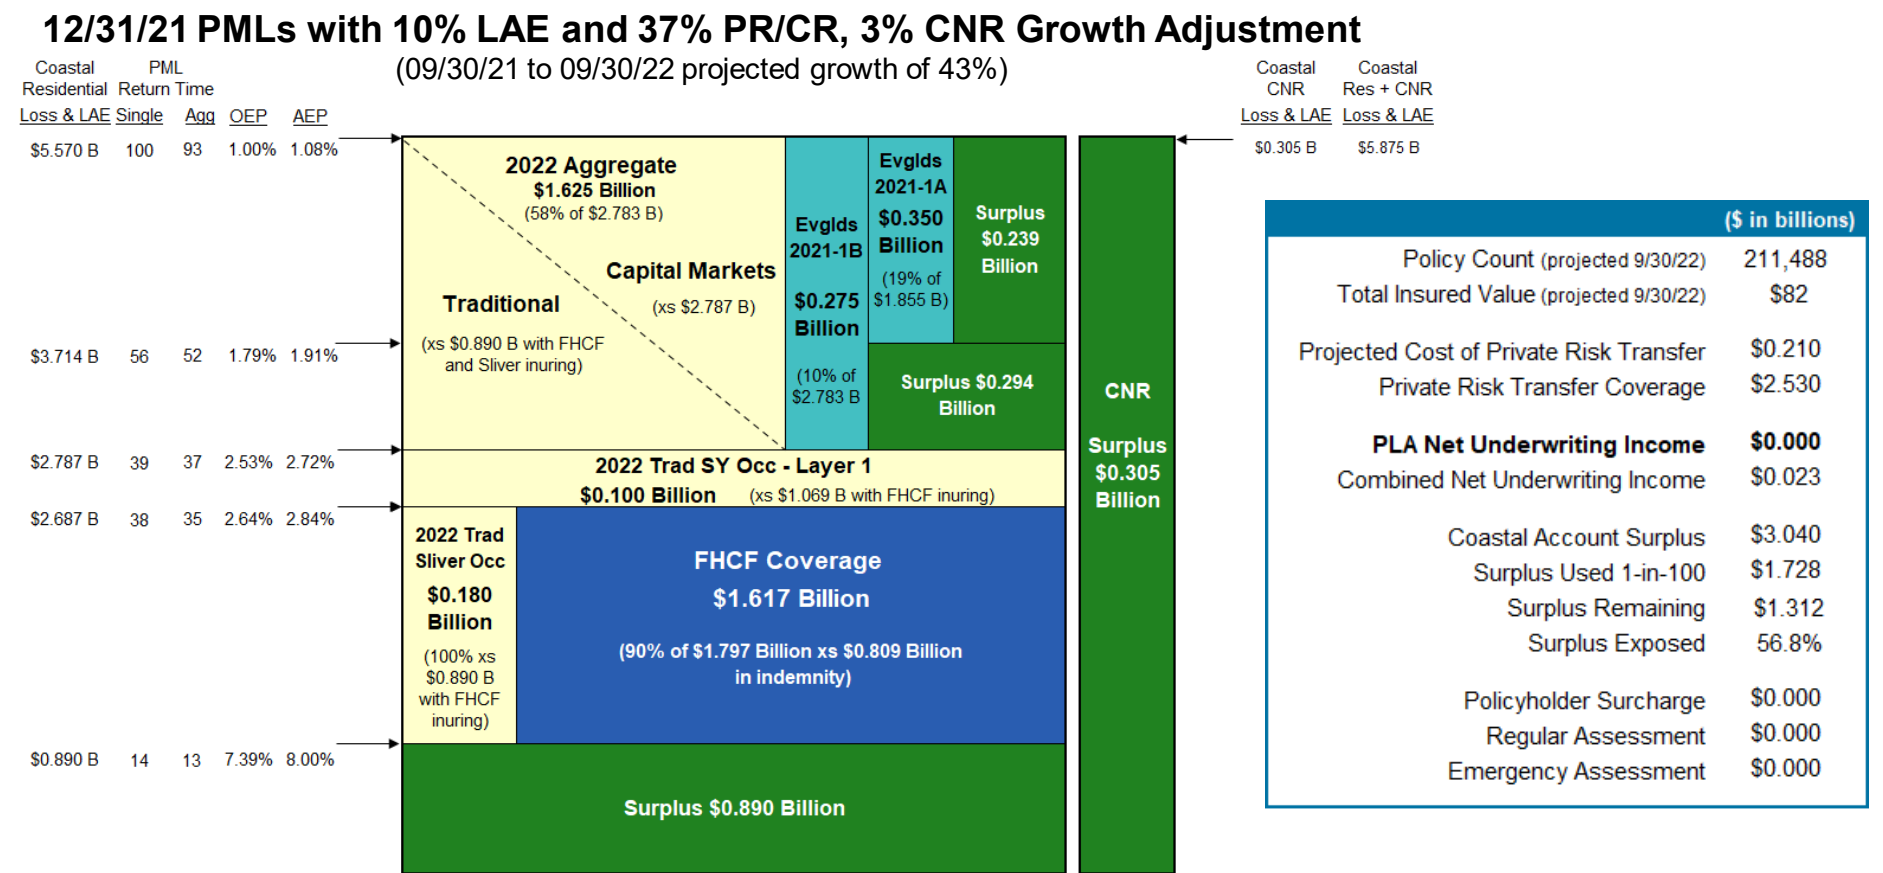 12/31/21 PMLs with 10% LAE and 37% PR/CR, 3% CNR Growth Adjustment
(09/30/21 to 09/30/22 projected growth of 43%)
Coastal
Residential
Loss & LAE
PML
Return Time
Single
Agg
OEP
AEP
$5.570 B 100 93 1.00% 1.08%
$3.714 B 56 52 1.79% 1.91%
$2.787 B 39 37 2.53% 2.72%
$2.687 B 38 35 2.64% 2.84%
$0.890 B 14 13 7.39% 8.00%
2022 Aggregate
$1.625 Billion
(58% of $2.783 B)
Capital Markets
(xs $2.787 B)
Traditional
(xs $0.890 B with FHCF
and Sliver inuring)
Evglds
2021-1B
$0.275
Billion
(10% of
$2.783 B
Evglds
2021-1A
$0.350
Billion
(19% of
$1.855 B)
Surplus
$0.239
Billion
Surplus $0.294
Billion
2022 Trad SY Occ - Layer 1
$0.100 Billion (xs $1.069 B with FHCF inuring)
2022 Trad
Sliver Occ
$0.180
Billion
(100% xs
$0.890 B
with FHCF
inuring)
FHCF Coverage
$1.617 Billion
(90% of $1.797 Billion xs $0.809 Billion
in indemnity)
Surplus $0.890 Billion
CNR
Surplus
$0.305
Billion
Coastal
CNR
Loss & LAE
$0.305 B
Coastal
Res + CNR
Loss & LAE
$5.875 B
($ in billions)
Policy Count (projected 9/30/22) 211,488
Total Insured Value (projected 9/30/22) $82
Projected Cost of Private Risk Transfer $0.210
Private Risk Transfer Coverage $2.530
PLA Net Underwriting Income $0.000
Combined Net Underwriting Income $0.023
Coastal Account Surplus $3.040
Surplus Used 1-in-100 $1.728
Surplus Remaining $1.312
Surplus Exposed 56.8%
Policyholder Surcharge $0.000
Regular Assessment $0.000
Emergency Assessment $0.000